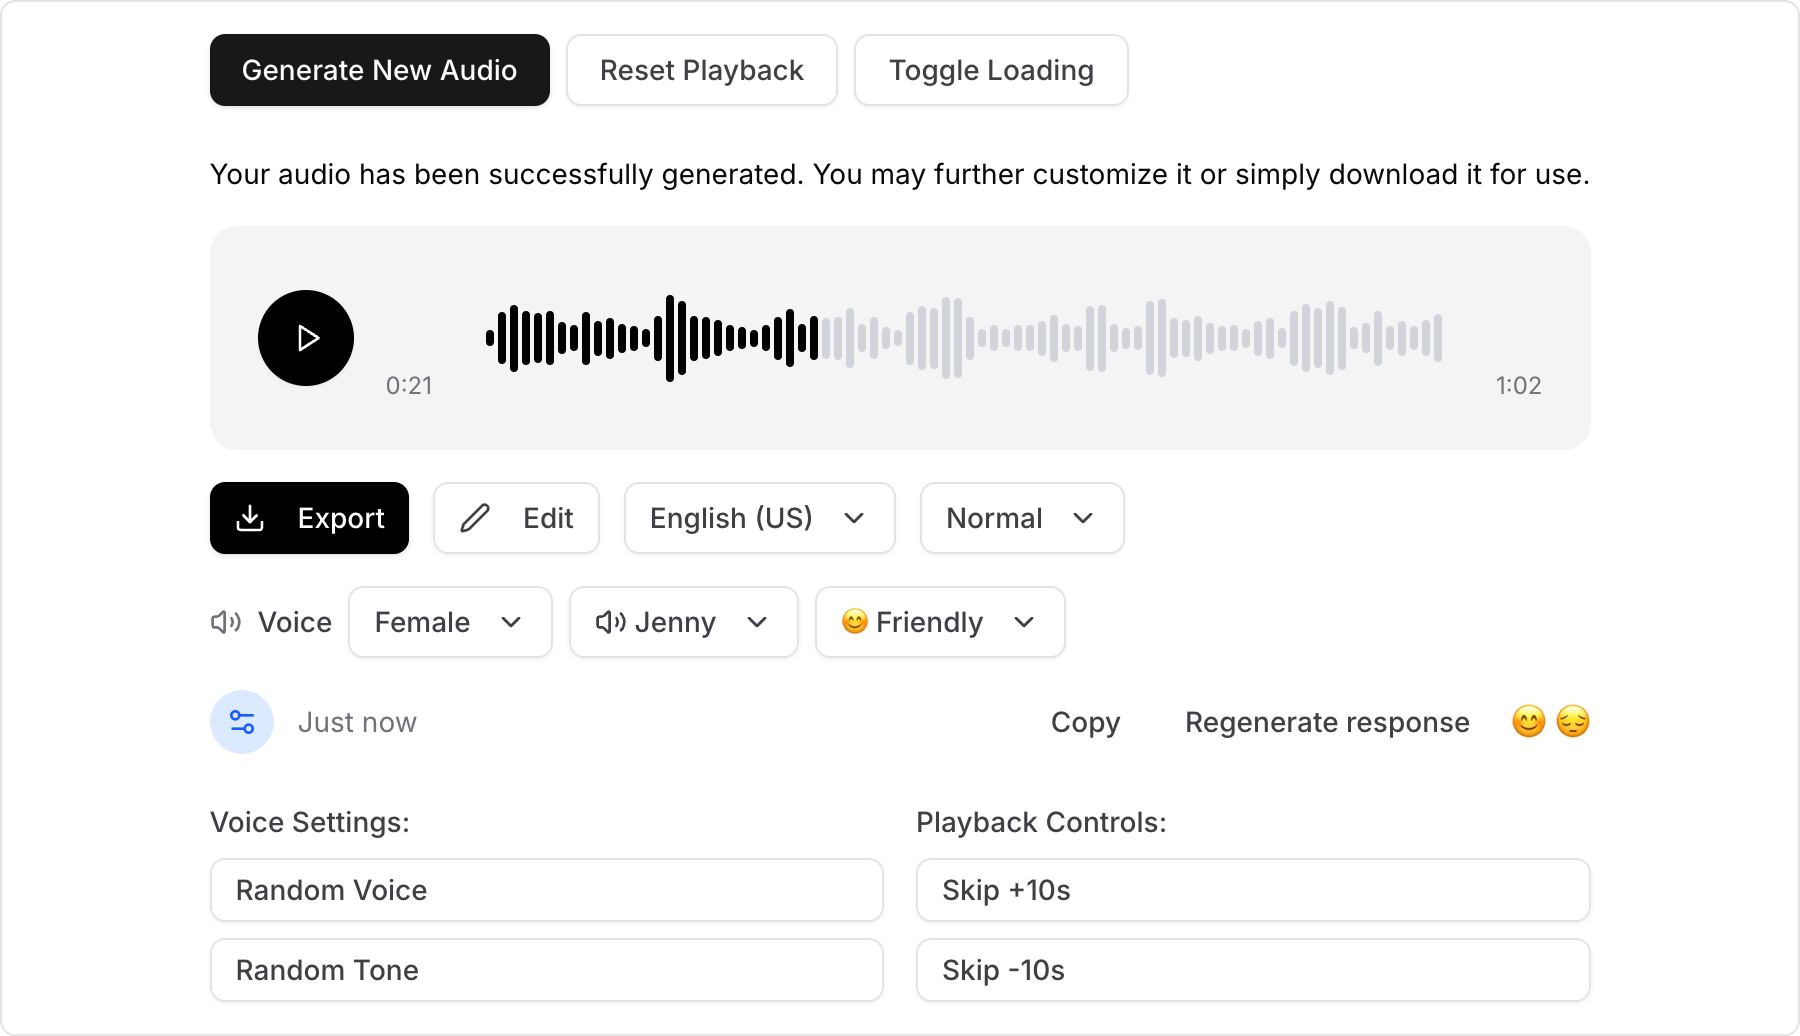 Generate New Audio
Reset Playback
Toggle Loading
Your audio has been successfully generated. You may further customize it or simply download it for use.
0:21
1:02
Export
Edit
English (US)
Normal
Voice
Female
Jenny
😊 Friendly
Just now
Copy
Regenerate response
😊 😔
Voice Settings:
Random Voice
Random Tone
Playback Controls:
Skip +10s
Skip -10s